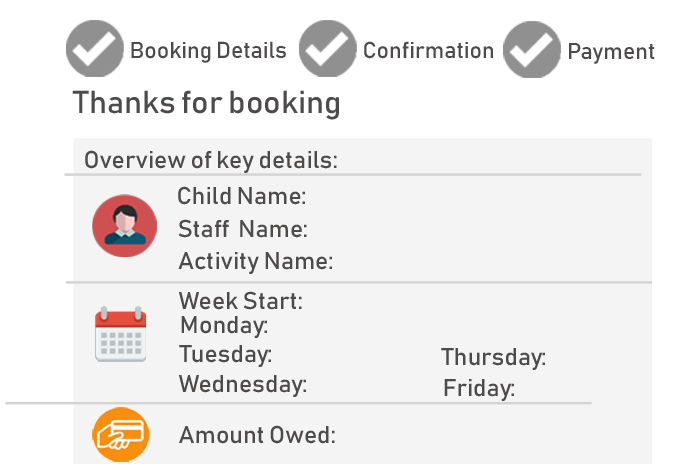 Booking Details Confirmation Payment
Thanks for booking
Overview of key details:
Child Name:
Staff Name:
Activity Name:
Week Start:
Monday:
Tuesday:
Wednesday:
Thursday:
Friday:
Amount Owed: